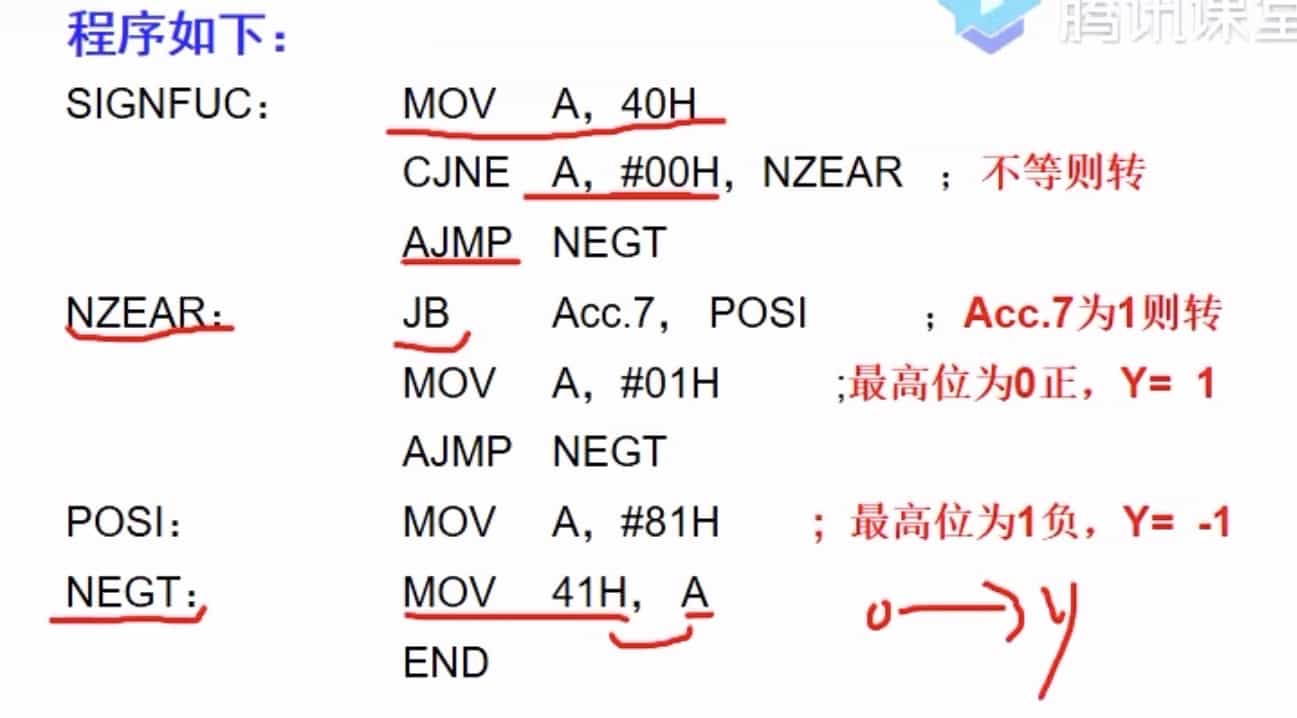 腾讯课堂
程序如下：
SIGNFUC： MOV A，40H
CJNE A，#00H，NZEAR ；不等则转
AJMP NEGT
NZEAR： JB Acc.7， POSI ；Acc.7为1则转
MOV A，#01H ;最高位为0正，Y= 1
AJMP NEGT
POSI： MOV A，#81H ；最高位为1负，Y= -1
NEGT： MOV 41H， A
0 → y
END